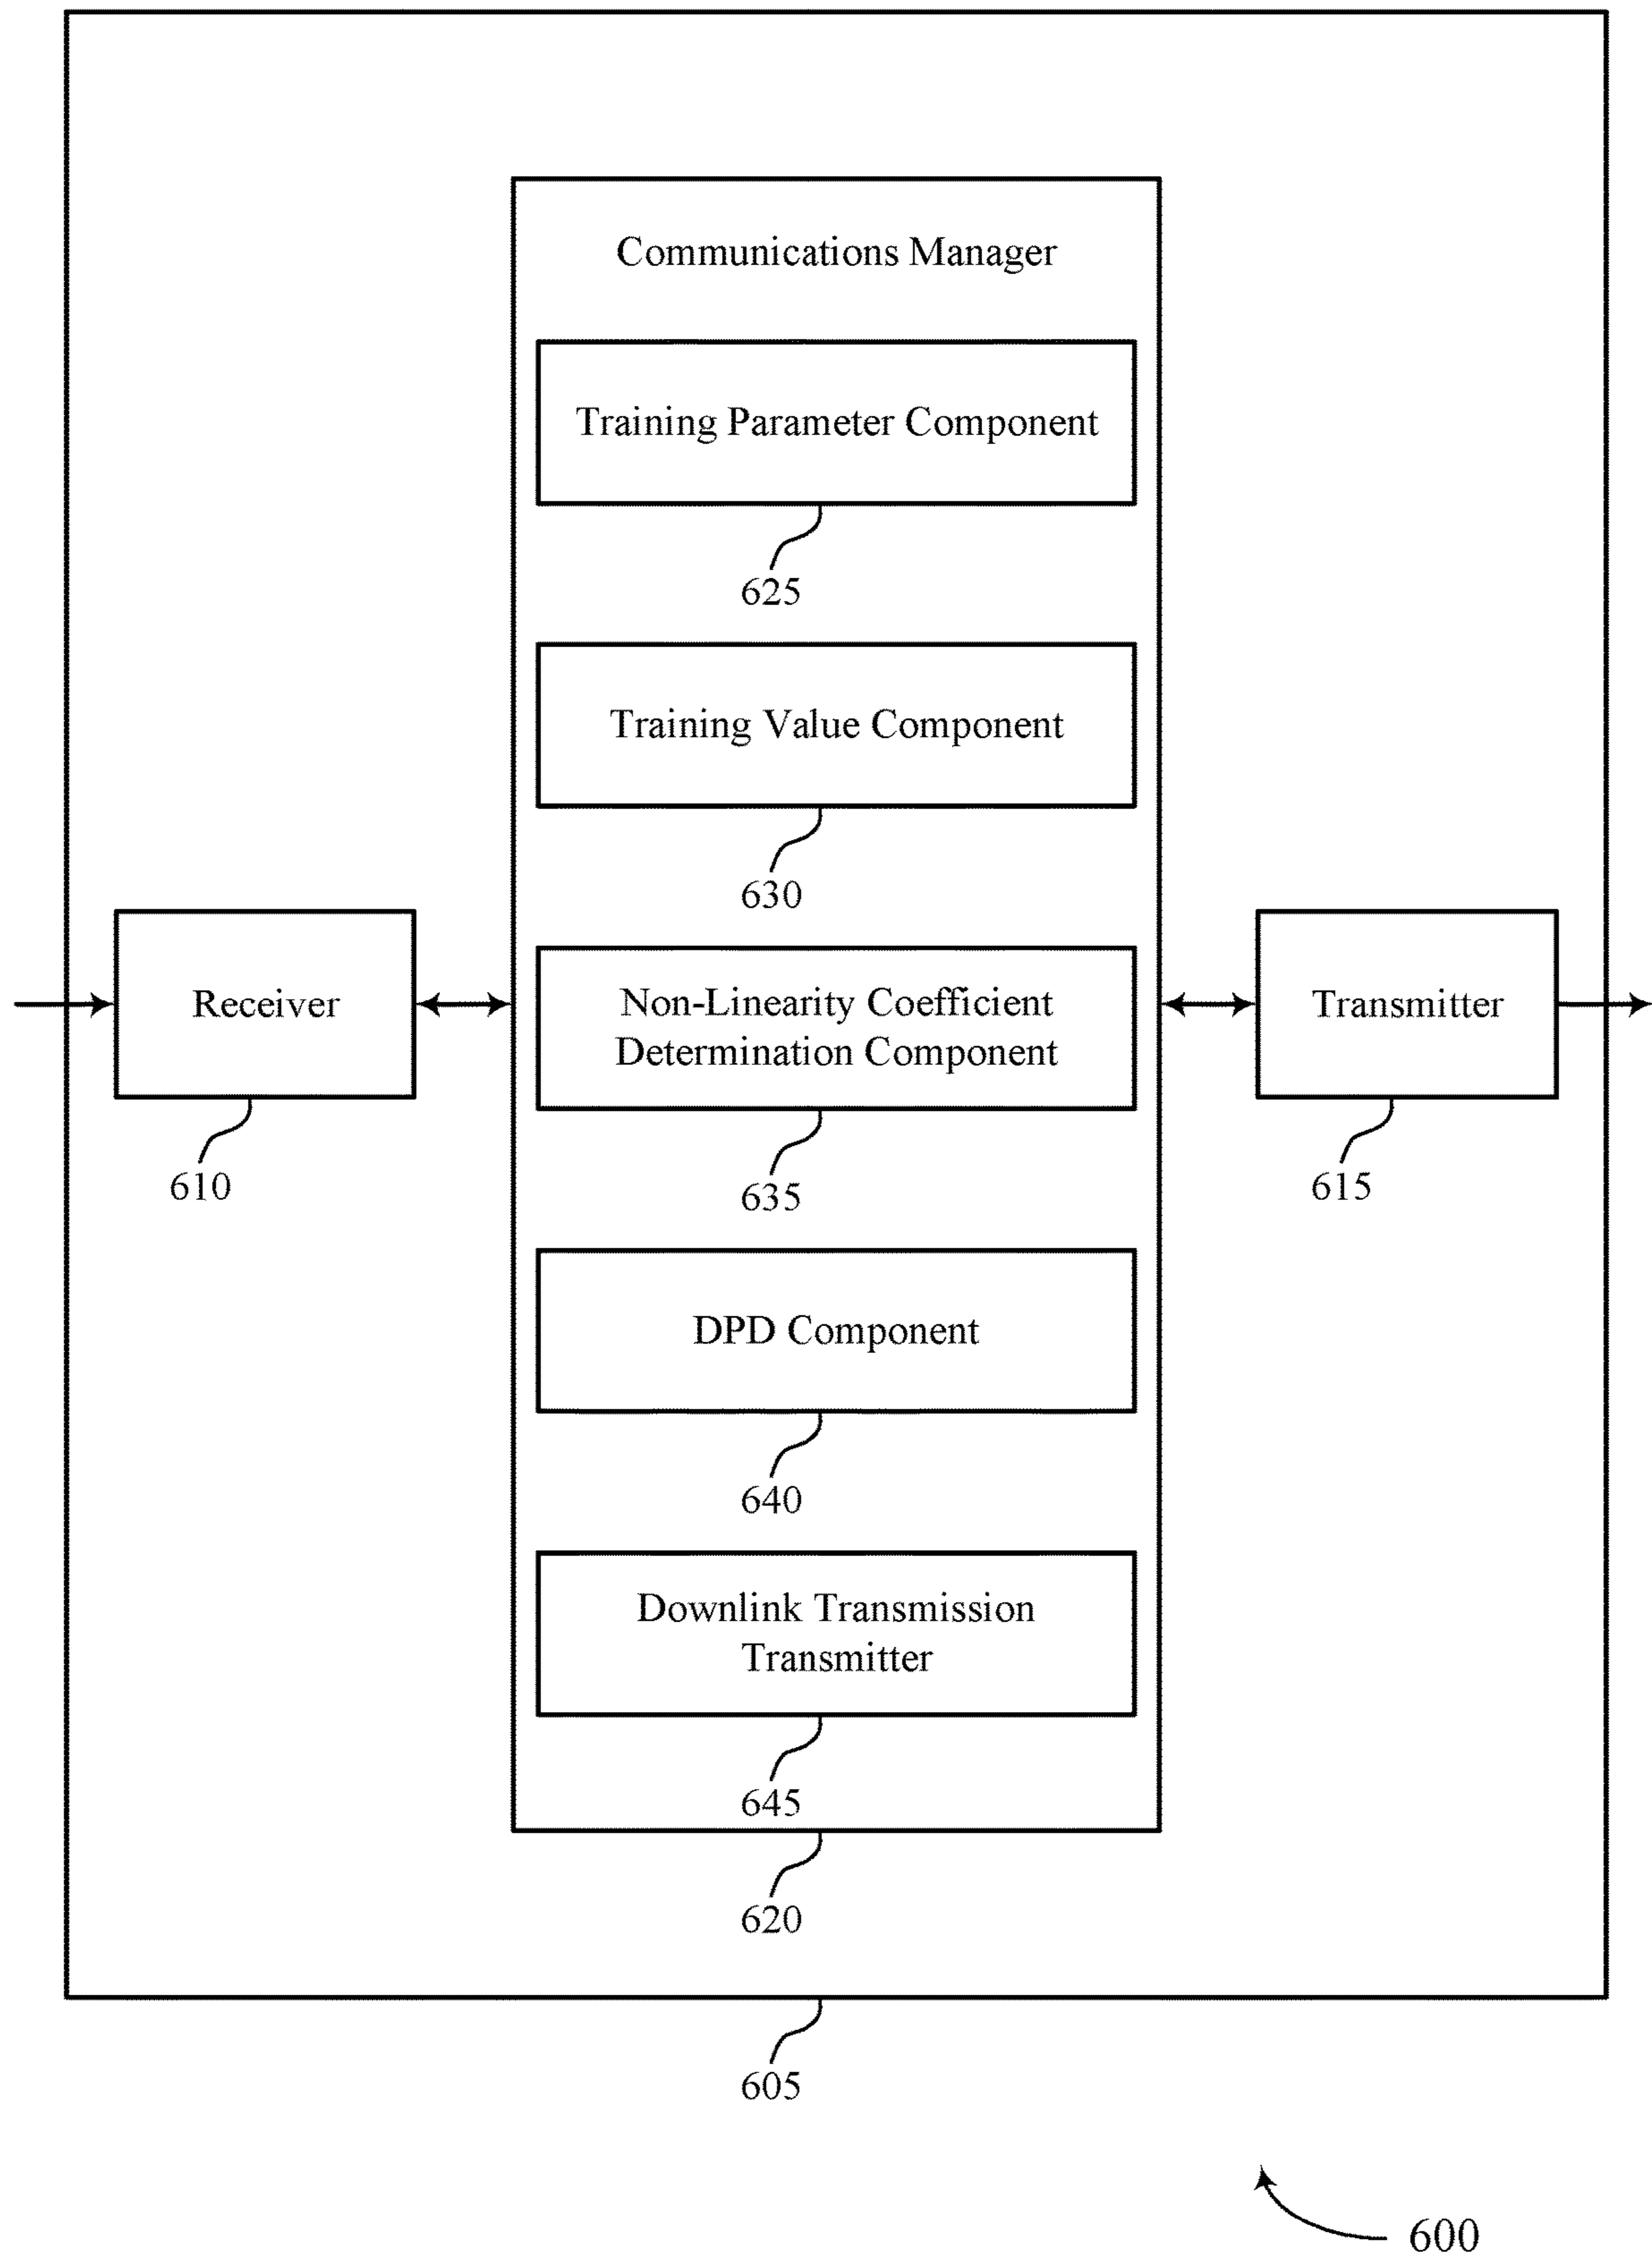 Communications Manager
Training Parameter Component
625
Training Value Component
630
Receiver
610
Non-Linearity Coefficient
Determination Component
635
Transmitter
615
DPD Component
640
Downlink Transmission
Transmitter
645
620
605
600